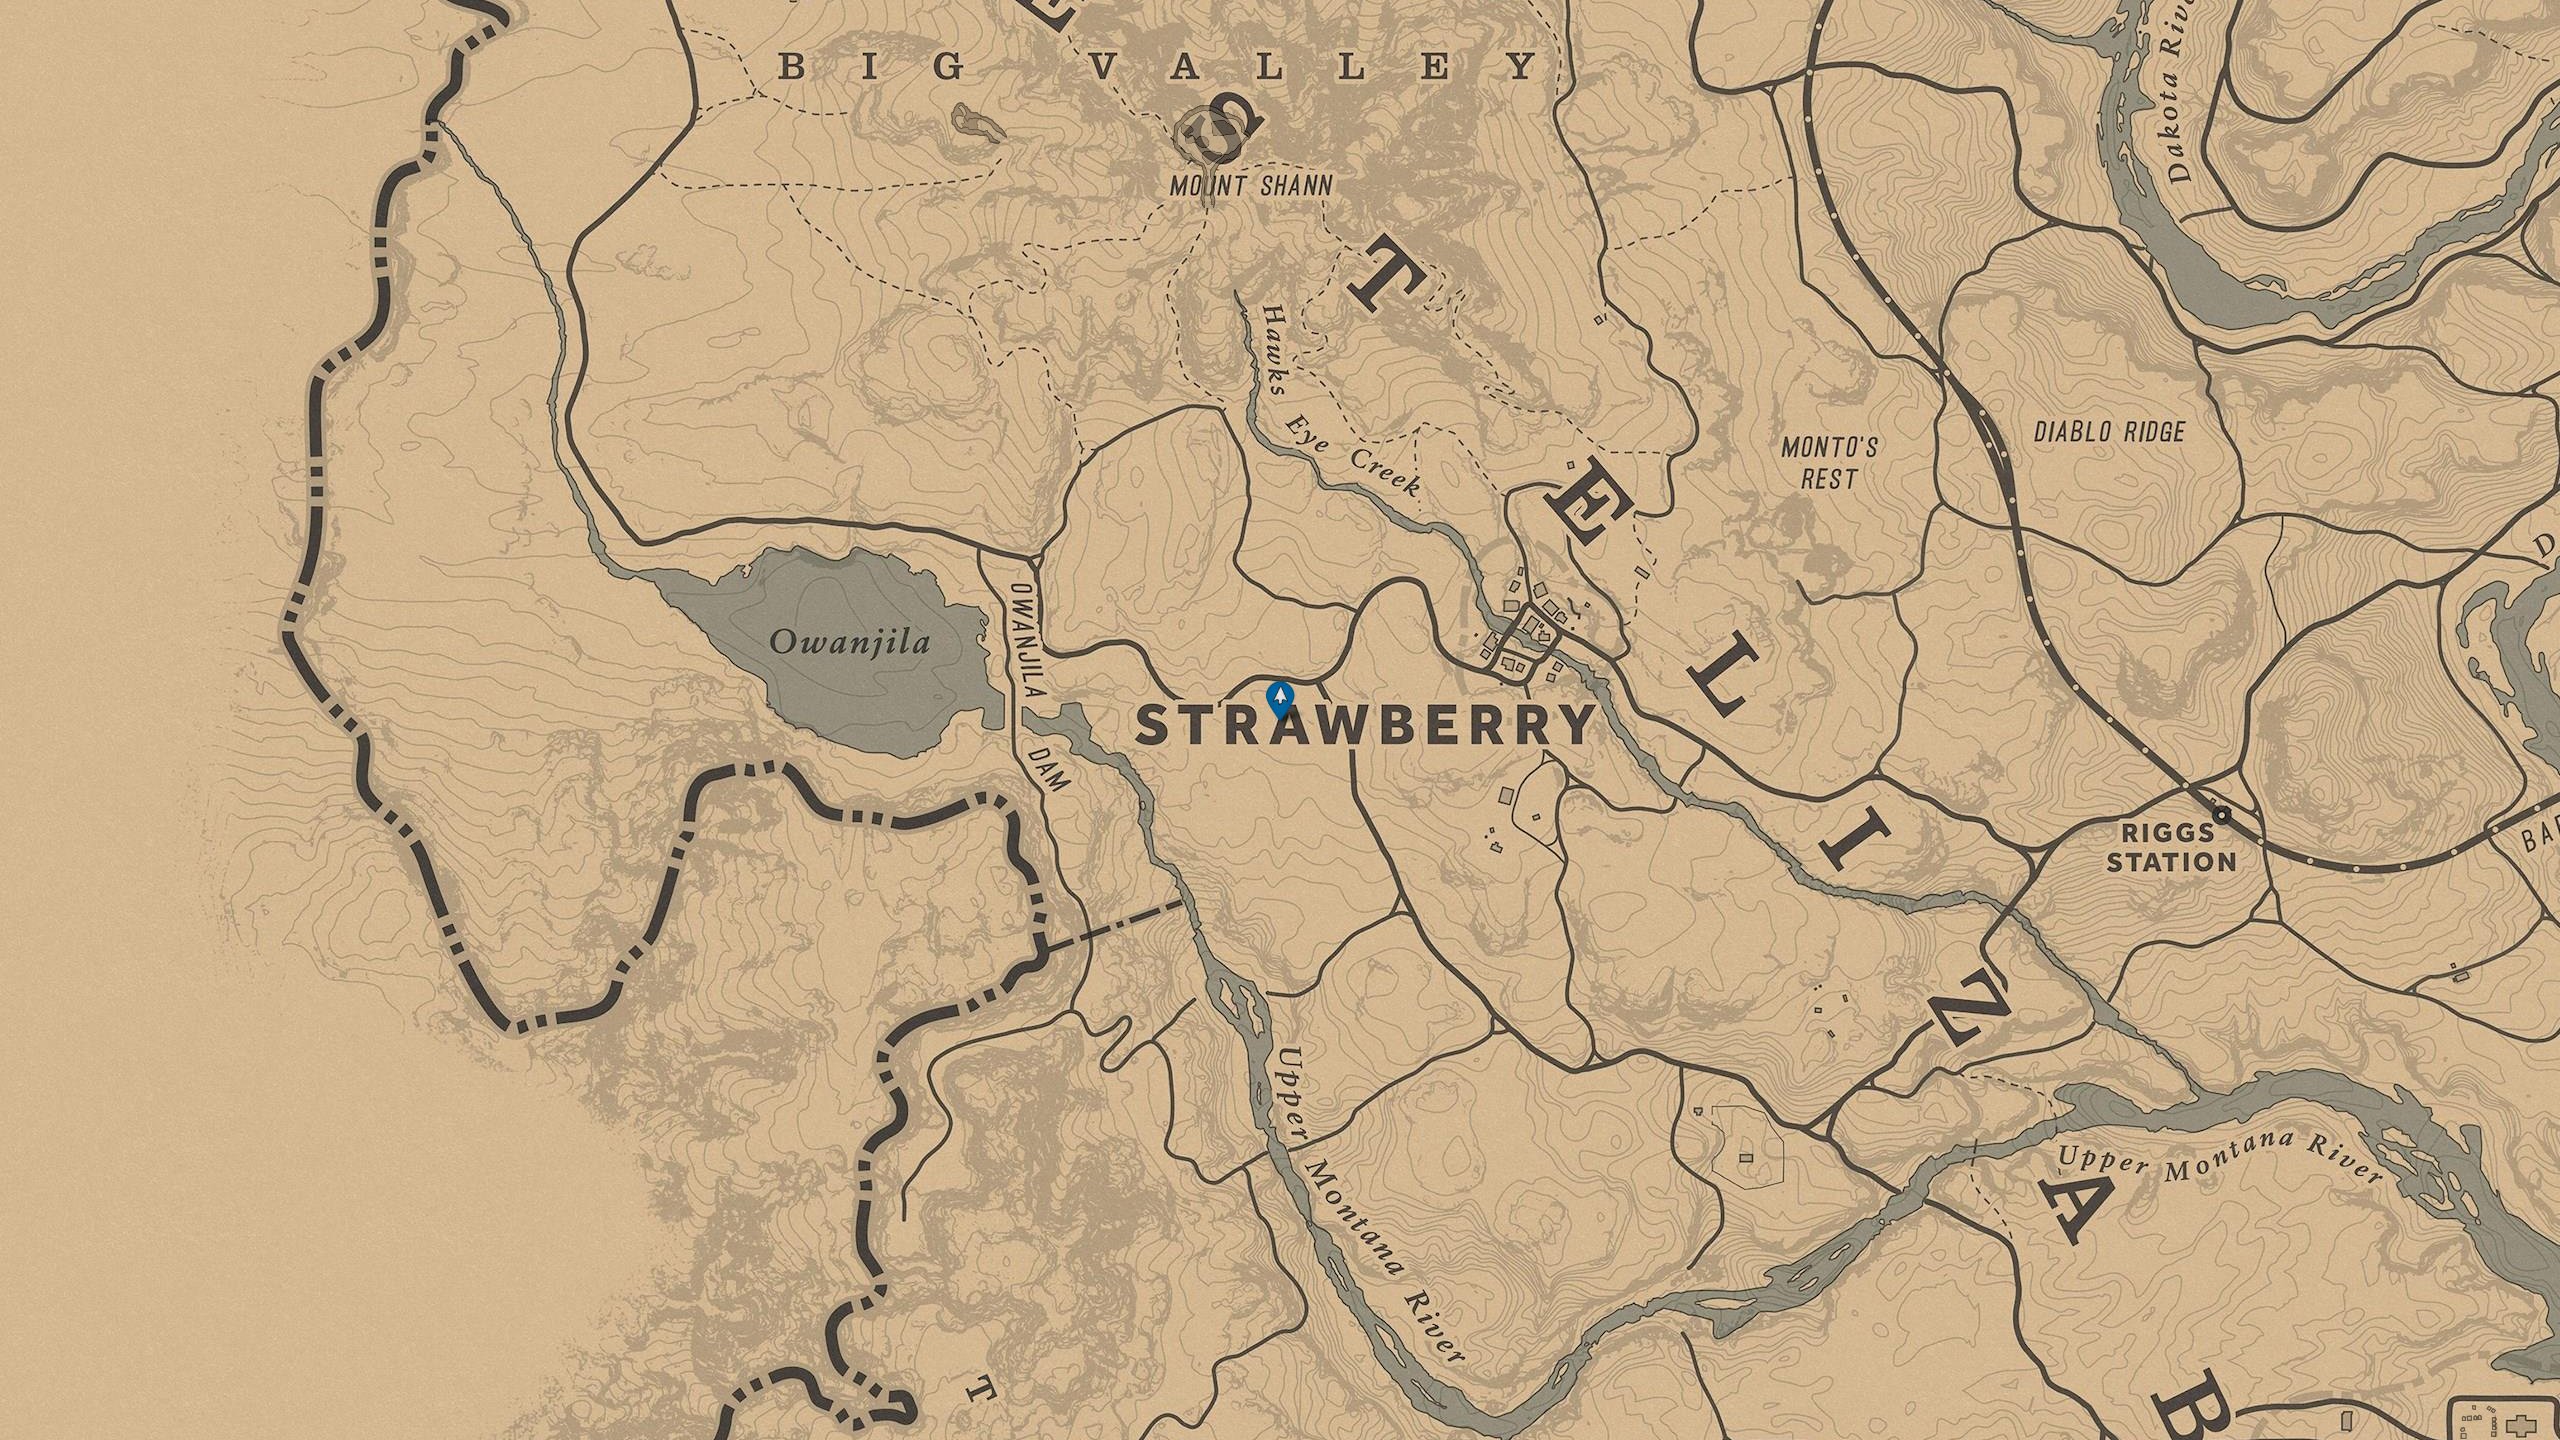 BIG VALLEY
Dakota River
E
S
T
E
L
I
Z
A
B
MOUNT SHANN
Hawks Eye Creek
MONTO'S
REST
DIABLO RIDGE
D
Owanjila
OWANJILA DAM
STRAWBERRY
RIGGS
STATION
BAR
Upper Montana River
Upper Montana River
T